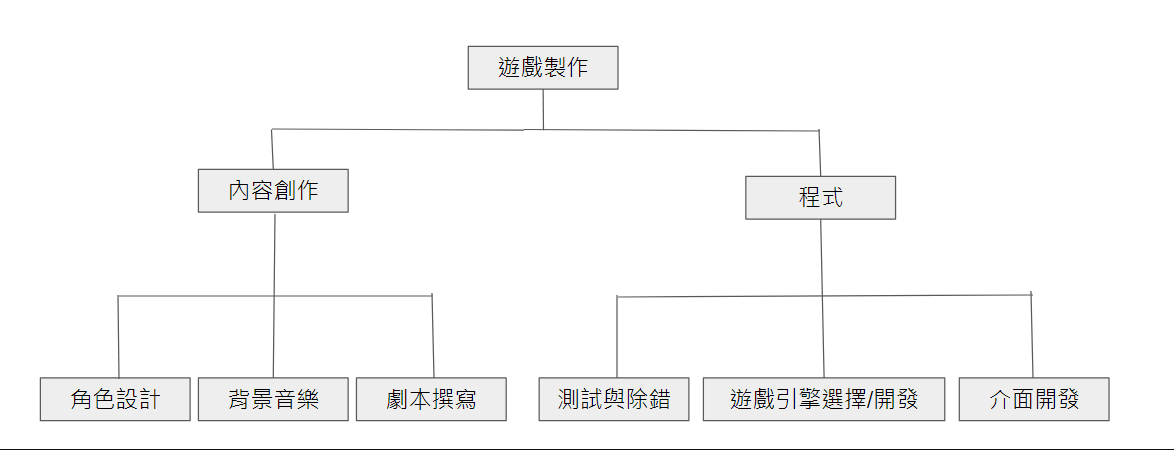 遊戲製作
內容創作
程式
角色設計
背景音樂
劇本撰寫
測試與除錯
遊戲引擎選擇/開發
介面開發